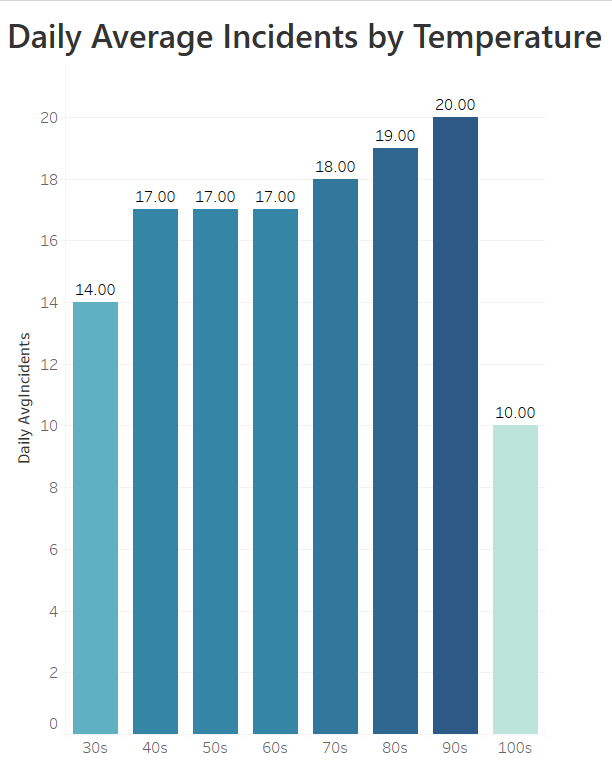 Daily Average Incidents by Temperature
20.00
19.00
18.00
17.00
17.00
17.00
14.00
10.00
20
18
16
14
12
10
8
6
4
2
0
Daily AvgIncidents
30s
40s
50s
60s
70s
80s
90s
100s